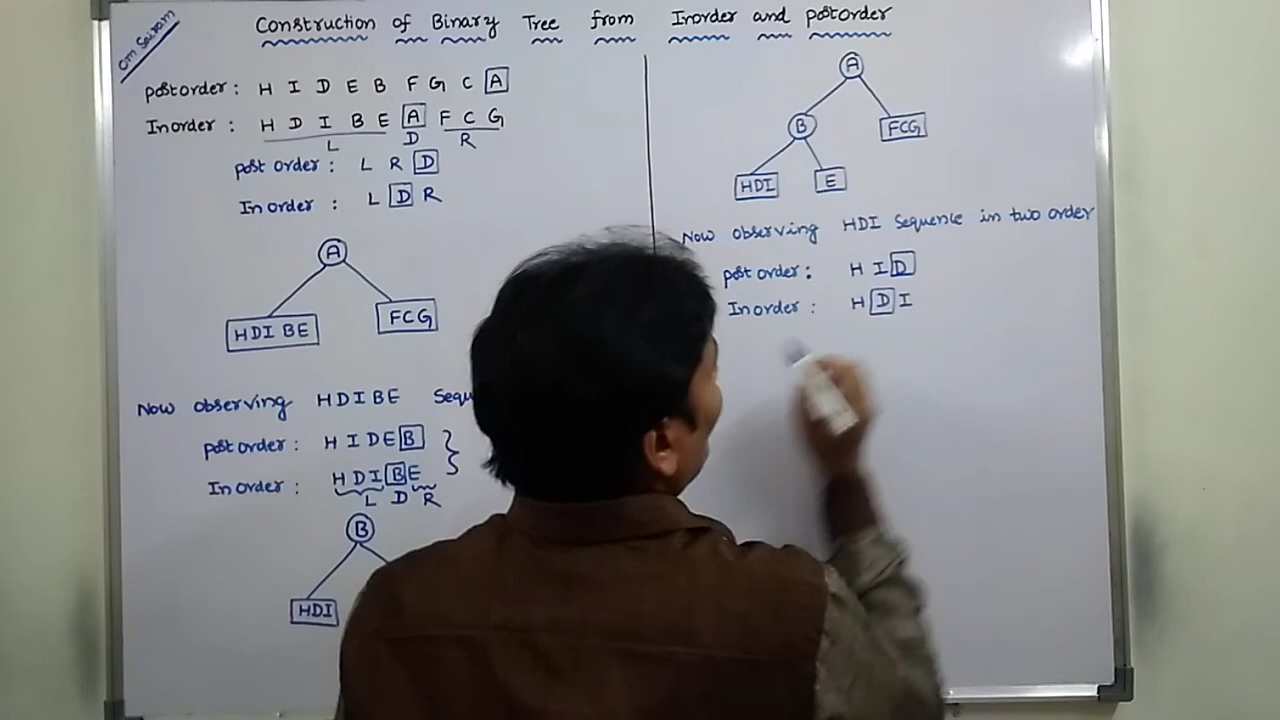 Om Sairam
Construction of Binary Tree from Inorder and postorder
postorder: H I D E B F G C A
Inorder : H D I B E A F C G
L D R
post order : L R D
Inorder : L D R
A
HDI BE FCG
Now observing HDIBE
post order : H I D E B
Inorder : H D I B E
L D R
B
HDI
A
B FCG
HDI E
Now observing HDI Sequence in two order
post order : H I D
Inorder : H D I